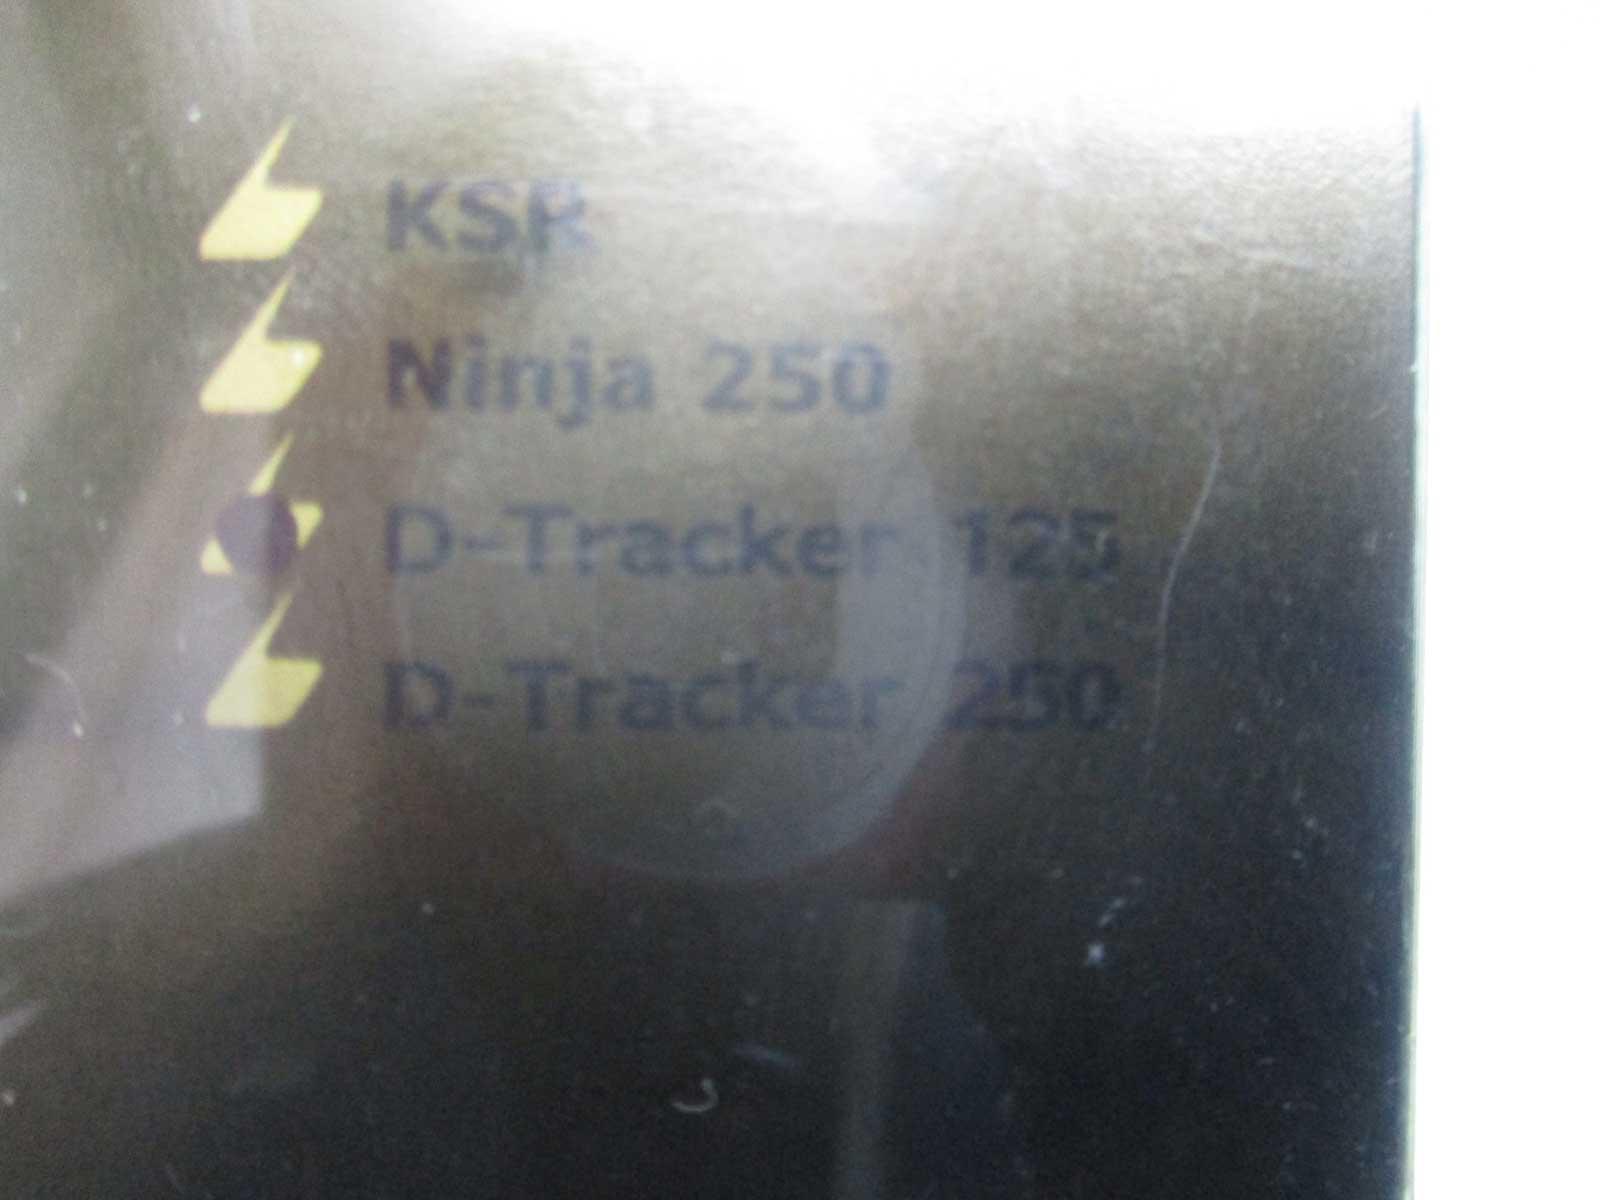 KSR
Ninja 250
D-Tracker 125
D-Tracker 250